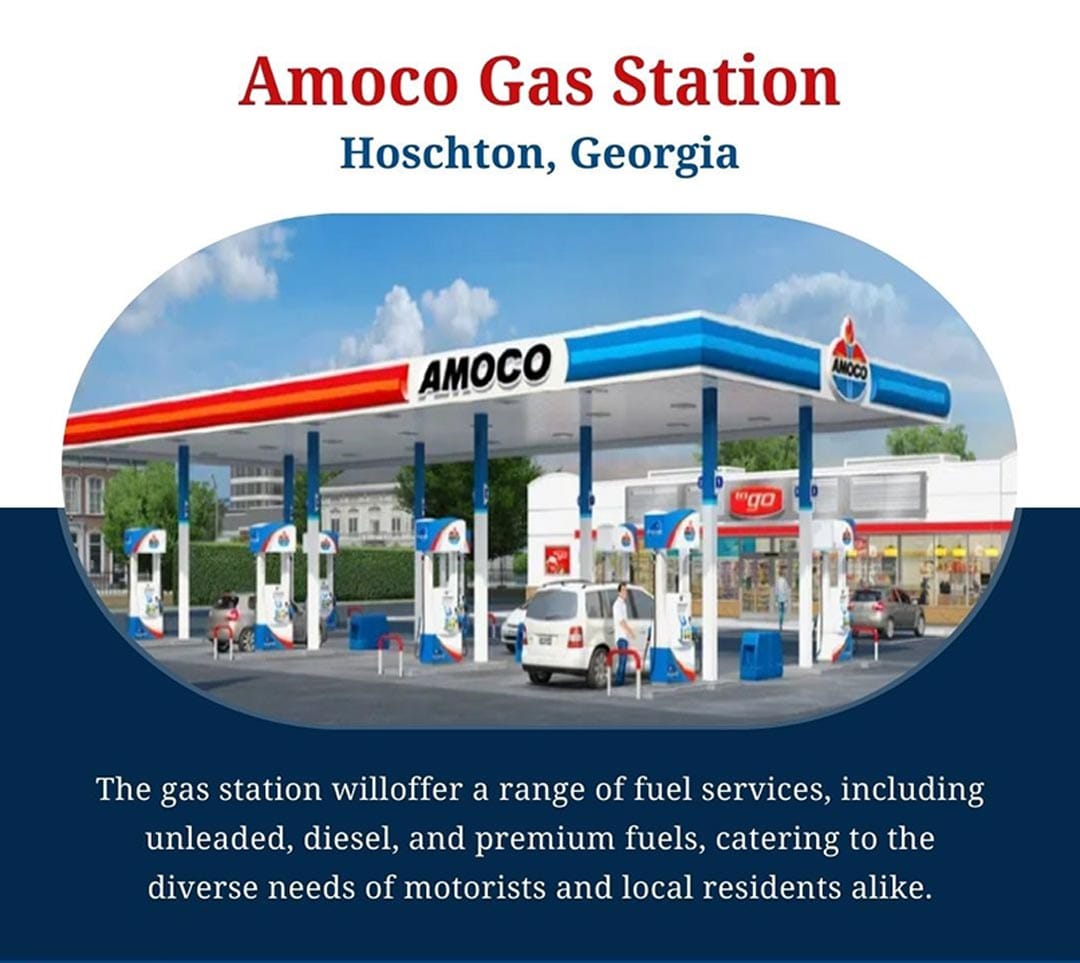 Amoco Gas Station
Hoschton, Georgia
AMOCO
AMOCO
to go
The gas station willoffer a range of fuel services, including
unleaded, diesel, and premium fuels, catering to the
diverse needs of motorists and local residents alike.